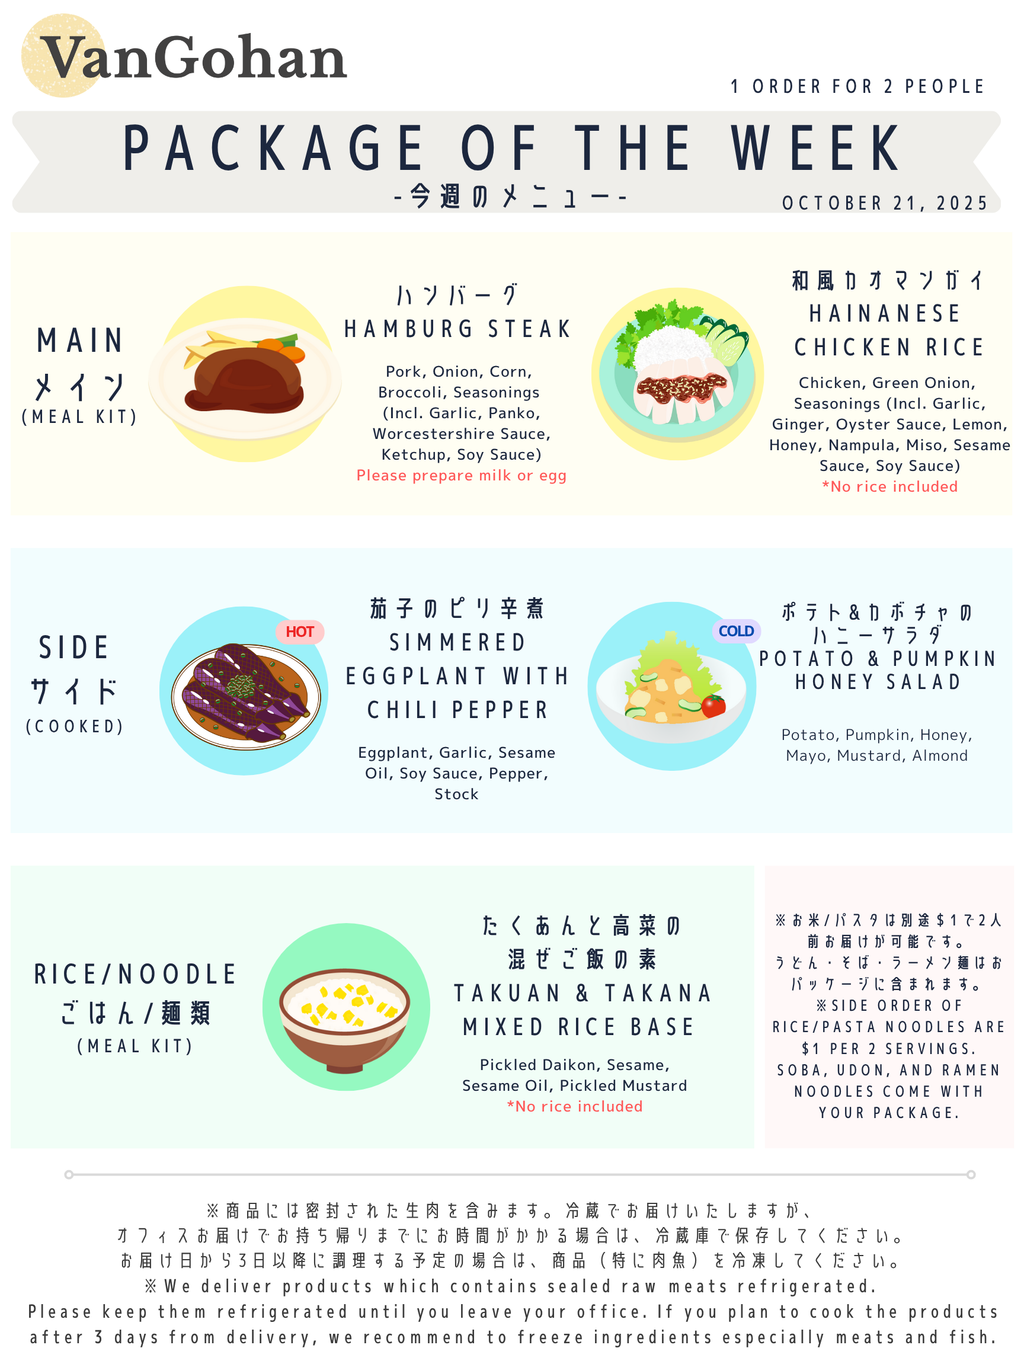 VanGohan
1 ORDER FOR 2 PEOPLE
PACKAGE OF THE WEEK
-今週のメニュー-
OCTOBER 21, 2025
MAIN
メイン
(MEAL KIT)
ハンバーグ
HAMBURG STEAK
Pork, Onion, Corn,
Broccoli, Seasonings
(Incl. Garlic, Panko,
Worcestershire Sauce,
Ketchup, Soy Sauce)
Please prepare milk or egg
和風カオマンガイ
HAINANESE
CHICKEN RICE
Chicken, Green Onion,
Seasonings (Incl. Garlic,
Ginger, Oyster Sauce, Lemon,
Honey, Nampula, Miso, Sesame
Sauce, Soy Sauce)
*No rice included
SIDE
サイド
(COOKED)
HOT
茄子のピリ辛煮
SIMMERED
EGGPLANT WITH
CHILI PEPPER
Eggplant, Garlic, Sesame
Oil, Soy Sauce, Pepper,
Stock
COLD
ポテト&カボチャの
ハニーサラダ
POTATO & PUMPKIN
HONEY SALAD
Potato, Pumpkin, Honey,
Mayo, Mustard, Almond
RICE/NOODLE
ごはん/麺類
(MEAL KIT)
たくあんと高菜の
混ぜご飯の素
TAKUAN & TAKANA
MIXED RICE BASE
Pickled Daikon, Sesame,
Sesame Oil, Pickled Mustard
*No rice included
※お米/パスタは別途$1で2人
前お届けが可能です。
うどん・そば・ラーメン麺はお
パッケージに含まれます。
※SIDE ORDER OF
RICE/PASTA NOODLES ARE
$1 PER 2 SERVINGS.
SOBA, UDON, AND RAMEN
NOODLES COME WITH
YOUR PACKAGE.
※商品には密封された生肉を含みます。冷蔵でお届けいたしますが、
オフィスお届けでお持ち帰りまでにお時間がかかる場合は、冷蔵庫で保存してください。
お届け日から3日以降に調理する予定の場合は、商品（特に肉魚）を冷凍してください。
※We deliver products which contains sealed raw meats refrigerated.
Please keep them refrigerated until you leave your office. If you plan to cook the products
after 3 days from delivery, we recommend to freeze ingredients especially meats and fish.